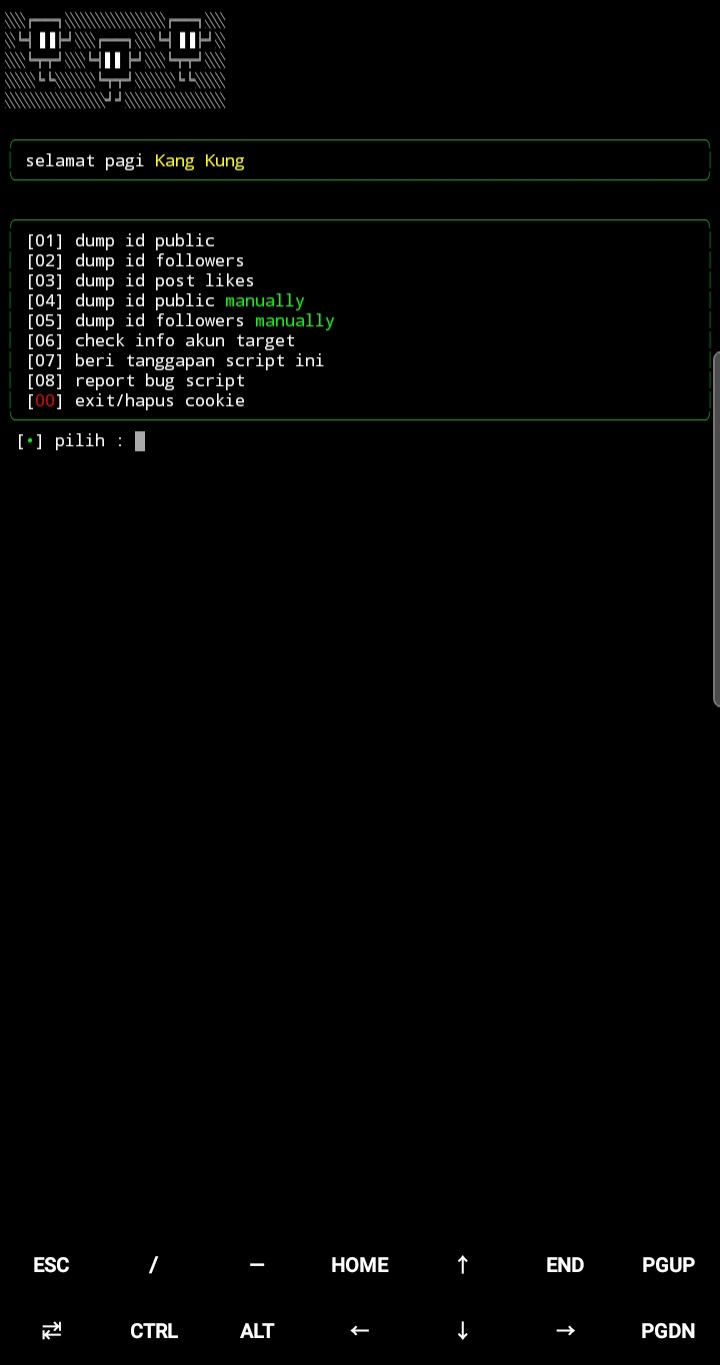 selamat pagi Kang Kung
[01] dump id public
[02] dump id followers
[03] dump id post likes
[04] dump id public manually
[05] dump id followers manually
[06] check info akun target
[07] beri tanggapan script ini
[08] report bug script
[00] exit/hapus cookie
[•] pilih :
ESC / — HOME ↑ END PGUP
⇄ CTRL ALT ← ↓ → PGDN